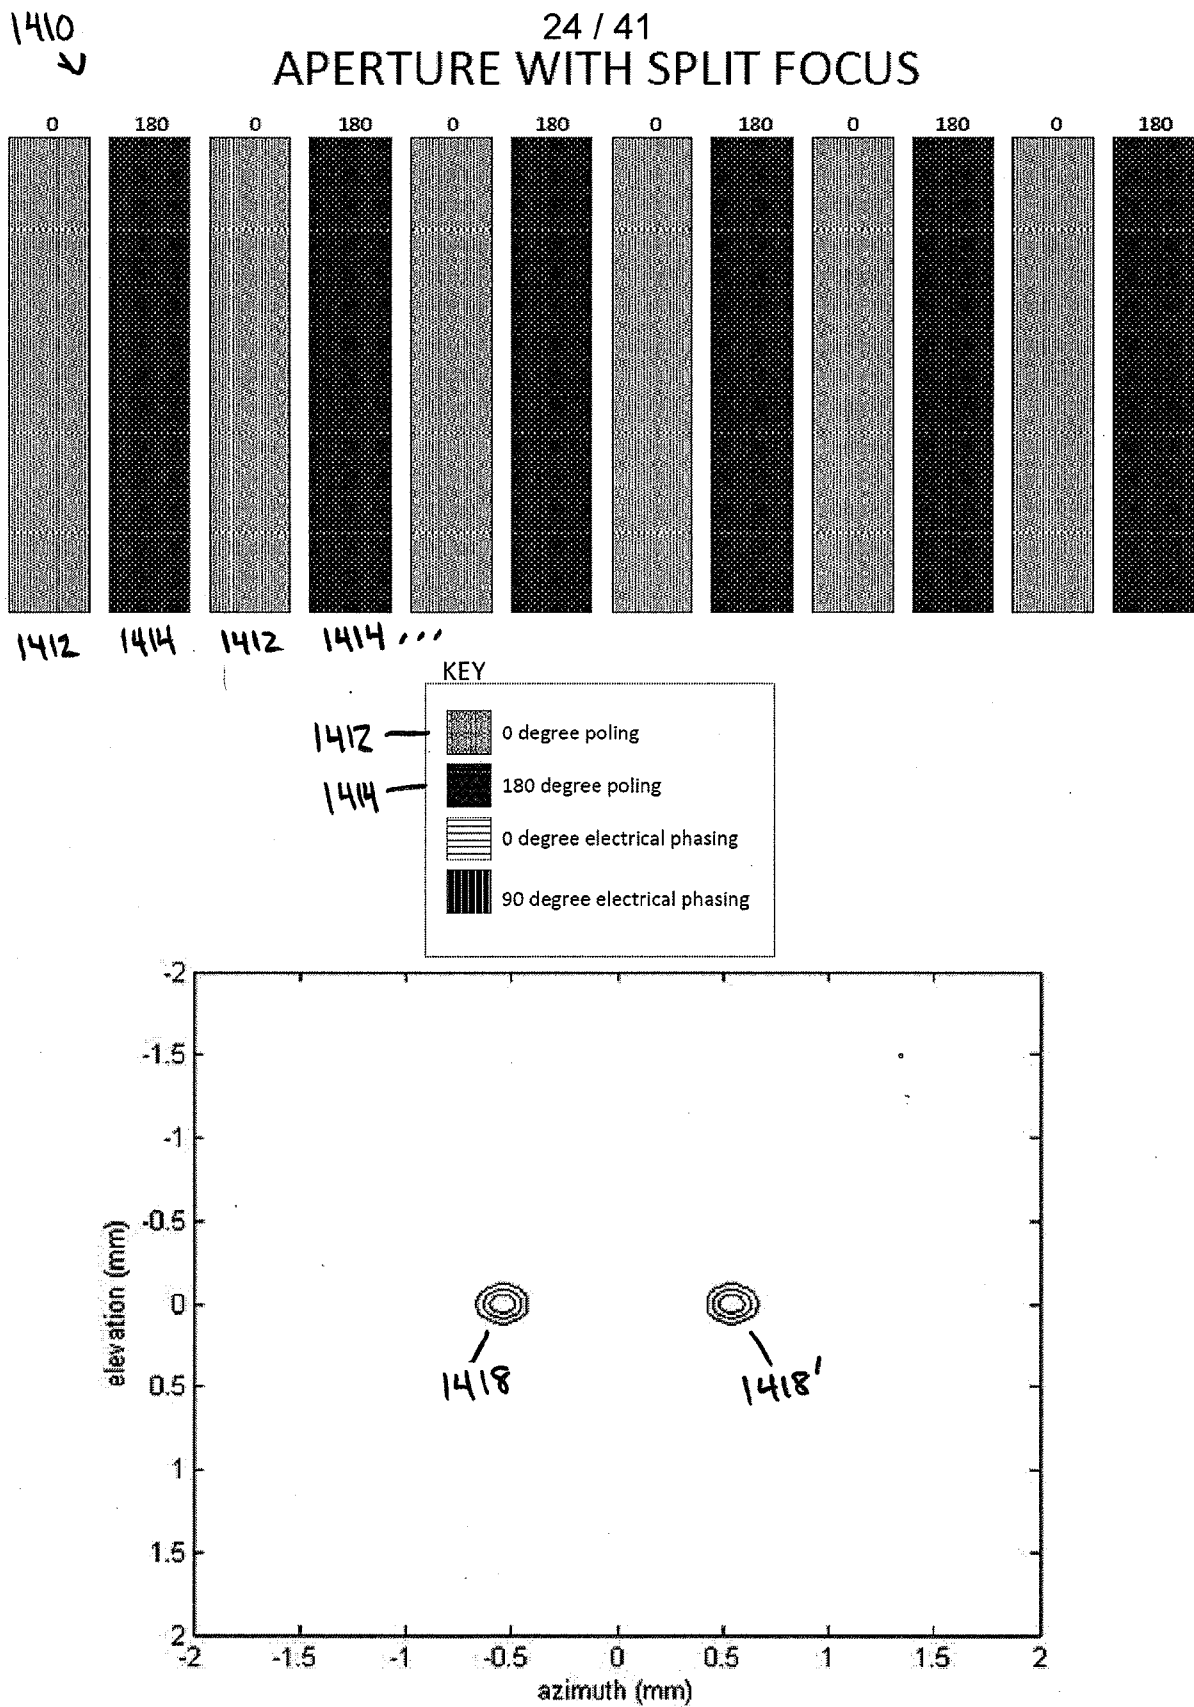 1410
24 / 41
APERTURE WITH SPLIT FOCUS
0 180 0 180 0 180 0 180 0 180 0 180
1412 1414 1412 1414 ...
KEY
1412 0 degree poling
1414 180 degree poling
0 degree electrical phasing
90 degree electrical phasing
-2
-1.5
-1
-0.5
0
0.5
1
1.5
2
elevation (mm)
1418 1418'
-2 -1.5 -1 -0.5 0 0.5 1 1.5 2
azimuth (mm)